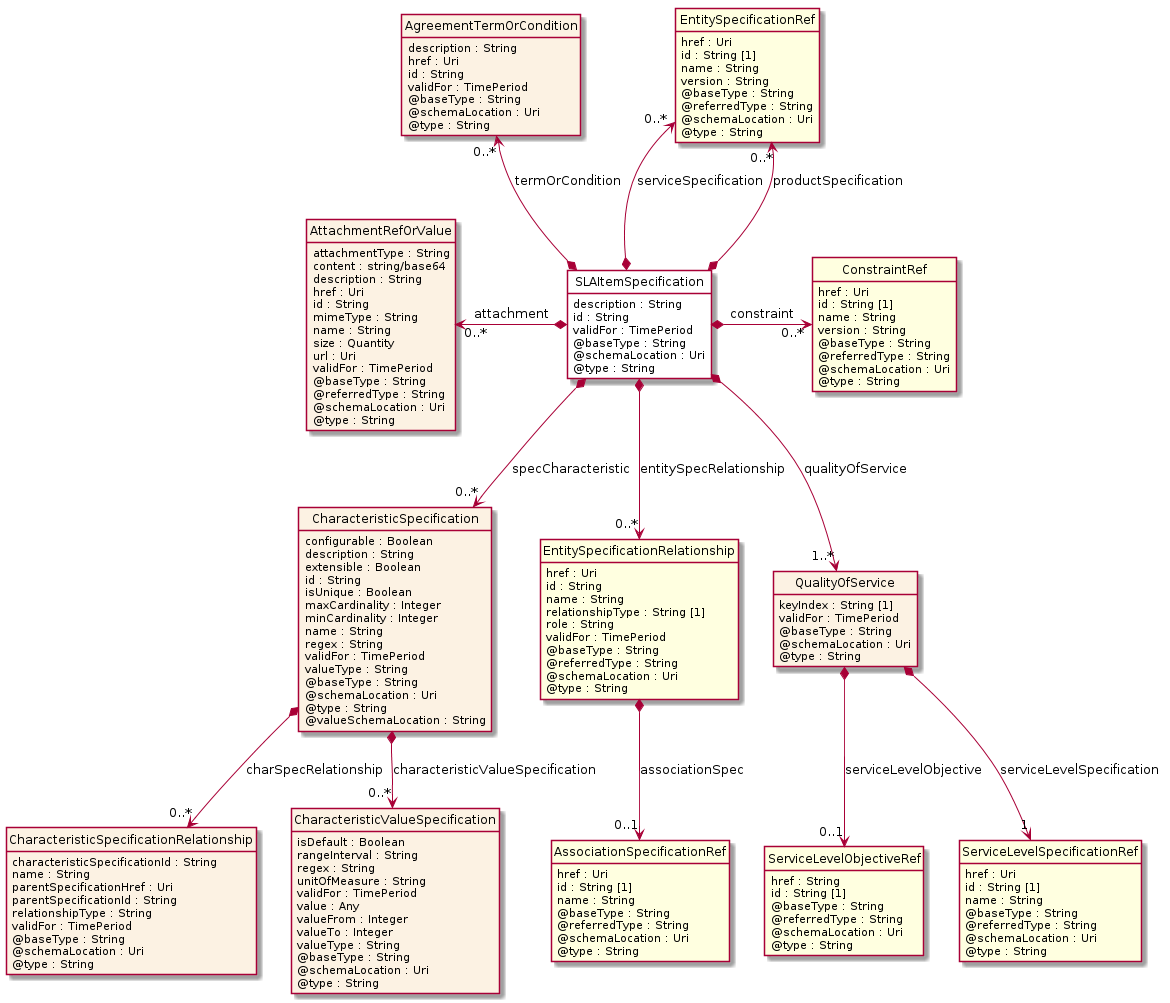 AgreementTermOrCondition
description : String
href : Uri
id : String
validFor : TimePeriod
@baseType : String
@schemaLocation : Uri
@type : String
EntitySpecificationRef
href : Uri
id : String [1]
name : String
version : String
@baseType : String
@referredType : String
@schemaLocation : Uri
@type : String
0..*
0..*
0..*
termOrCondition
serviceSpecification
productSpecification
AttachmentRefOrValue
attachmentType : String
content : string/base64
description : String
href : Uri
id : String
mimeType : String
name : String
size : Quantity
url : Uri
validFor : TimePeriod
@baseType : String
@referredType : String
@schemaLocation : Uri
@type : String
attachment
0..*
SLAItemSpecification
description : String
id : String
validFor : TimePeriod
@baseType : String
@schemaLocation : Uri
@type : String
constraint
0..*
ConstraintRef
href : Uri
id : String [1]
name : String
version : String
@baseType : String
@referredType : String
@schemaLocation : Uri
@type : String
specCharacteristic
entitySpecRelationship
qualityOfService
0..*
0..*
1..*
CharacteristicSpecification
configurable : Boolean
description : String
extensible : Boolean
id : String
isUnique : Boolean
maxCardinality : Integer
minCardinality : Integer
name : String
regex : String
validFor : TimePeriod
valueType : String
@baseType : String
@schemaLocation : Uri
@type : String
@valueSchemaLocation : String
EntitySpecificationRelationship
href : Uri
id : String
name : String
relationshipType : String [1]
role : String
validFor : TimePeriod
@baseType : String
@referredType : String
@schemaLocation : Uri
@type : String
QualityOfService
keyIndex : String [1]
validFor : TimePeriod
@baseType : String
@schemaLocation : Uri
@type : String
charSpecRelationship
characteristicValueSpecification
associationSpec
serviceLevelObjective
serviceLevelSpecification
0..*
0..*
0..1
0..1
1
CharacteristicSpecificationRelationship
characteristicSpecificationId : String
name : String
parentSpecificationHref : Uri
parentSpecificationId : String
relationshipType : String
validFor : TimePeriod
@baseType : String
@schemaLocation : Uri
@type : String
CharacteristicValueSpecification
isDefault : Boolean
rangeInterval : String
regex : String
unitOfMeasure : String
validFor : TimePeriod
value : Any
valueFrom : Integer
valueTo : Integer
valueType : String
@baseType : String
@schemaLocation : Uri
@type : String
AssociationSpecificationRef
href : Uri
id : String [1]
name : String
@baseType : String
@referredType : String
@schemaLocation : Uri
@type : String
ServiceLevelObjectiveRef
href : String
id : String [1]
@baseType : String
@referredType : String
@schemaLocation : Uri
@type : String
ServiceLevelSpecificationRef
href : Uri
id : String [1]
name : String
@baseType : String
@referredType : String
@schemaLocation : Uri
@type : String